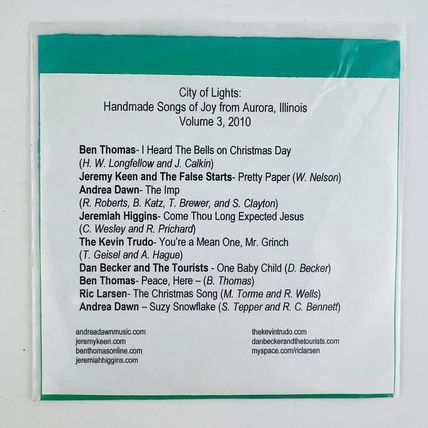 City of Lights:
Handmade Songs of Joy from Aurora, Illinois
Volume 3, 2010
Ben Thomas- I Heard The Bells on Christmas Day
(H. W. Longfellow and J. Calkin)
Jeremy Keen and The False Starts- Pretty Paper (W. Nelson)
Andrea Dawn- The Imp
(R. Roberts, B. Katz, T. Brewer, and S. Clayton)
Jeremiah Higgins- Come Thou Long Expected Jesus
(C. Wesley and R. Prichard)
The Kevin Trudo- You're a Mean One, Mr. Grinch
(T. Geisel and A. Hague)
Dan Becker and The Tourists - One Baby Child (D. Becker)
Ben Thomas- Peace, Here – (B. Thomas)
Ric Larsen- The Christmas Song (M. Torme and R. Wells)
Andrea Dawn – Suzy Snowflake (S. Tepper and R. C. Bennett)
andreadawnmusic.com
jeremykeen.com
benthomasonline.com
jeremiahhiggins.com
thekevintrudo.com
danbeckerandthetourists.com
myspace.com/riclarsen